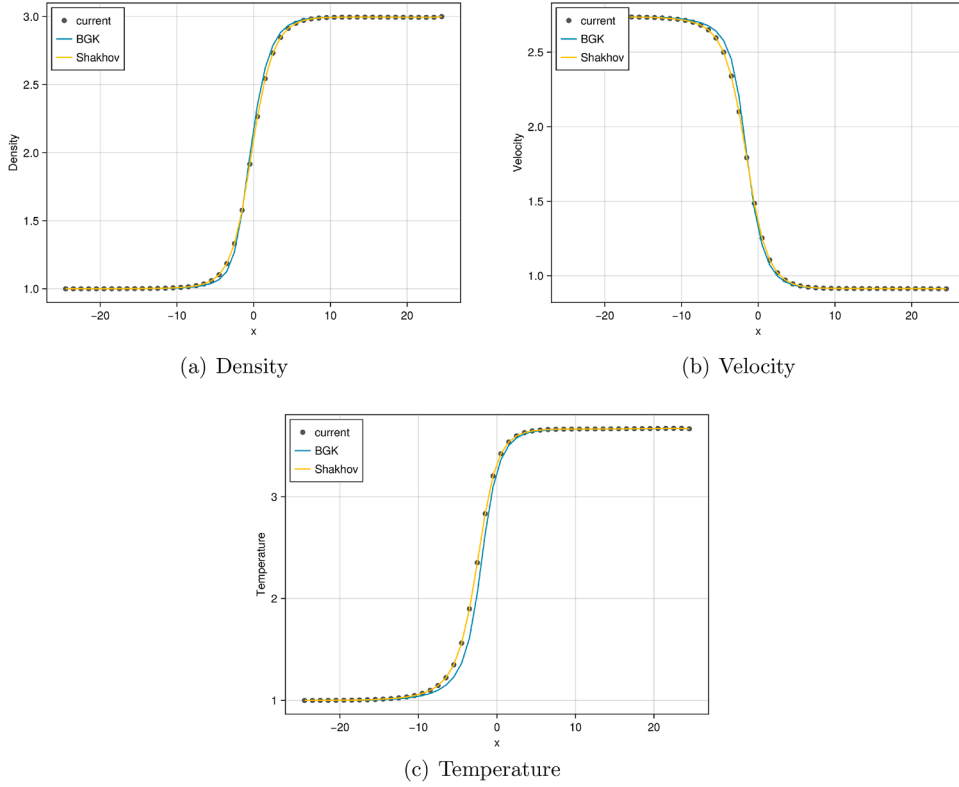 current
BGK
Shakhov
Density
3.0
2.5
2.0
1.5
1.0
−20
−10
0
10
20
x
(a) Density
current
BGK
Shakhov
Velocity
2.5
2.0
1.5
1.0
−20
−10
0
10
20
x
(b) Velocity
current
BGK
Shakhov
Temperature
3
2
1
−20
−10
0
10
20
x
(c) Temperature